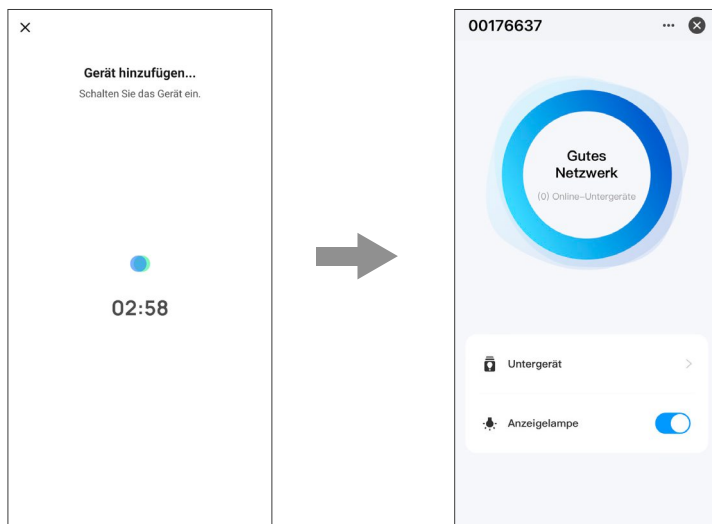 Gerät hinzufügen...
Schalten Sie das Gerät ein.
02:58
00176637
Gutes
Netzwerk
(0) Online-Untergeräte
Untergerät
Anzeigelampe